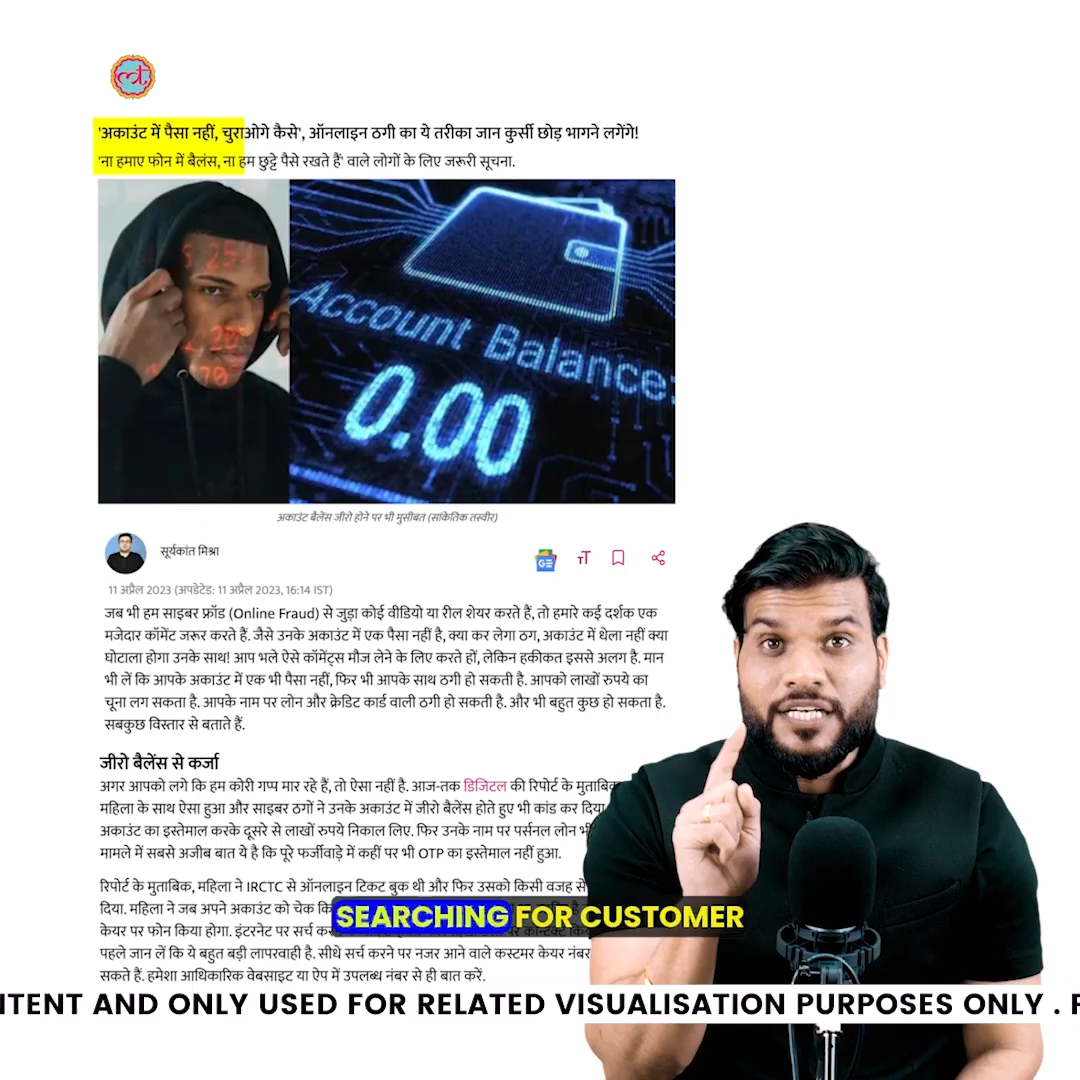 mt
'अकाउंट में पैसा नहीं, चुराओगे कैसे', ऑनलाइन ठगी का ये तरीका जान कुर्सी छोड़ भागने लगेंगे!
'ना हमाए फोन में बैलंस, ना हम छुट्टे पैसे रखते हैं' वाले लोगों के लिए जरूरी सूचना.
Account Balance:
0.00
अकाउंट बैलेंस जीरो होने पर भी मुसीबत (सांकेतिक तस्वीर)
सूर्यकांत मिश्रा
GE
TT
11 अप्रैल 2023 (अपडेटेड: 11 अप्रैल 2023, 16:14 IST)
जब भी हम साइबर फ्रॉड (Online Fraud) से जुड़ा कोई वीडियो या रील शेयर करते हैं, तो हमारे कई दर्शक एक
मजेदार कॉमेंट जरूर करते हैं. जैसे उनके अकाउंट में एक पैसा नहीं है, क्या कर लेगा ठग, अकाउंट में धेला नहीं क्या
घोटाला होगा उनके साथ! आप भले ऐसे कॉमेंट्स मौज लेने के लिए करते हों, लेकिन हकीकत इससे अलग है. मान
भी लें कि आपके अकाउंट में एक भी पैसा नहीं, फिर भी आपके साथ ठगी हो सकती है. आपको लाखों रुपये का
चूना लग सकता है. आपके नाम पर लोन और क्रेडिट कार्ड वाली ठगी हो सकती है. और भी बहुत कुछ हो सकता है.
सबकुछ विस्तार से बताते हैं.
जीरो बैलेंस से कर्जा
अगर आपको लगे कि हम कोरी गप्प मार रहे हैं, तो ऐसा नहीं है. आज-तक डिजिटल की रिपोर्ट के मुताबिक
महिला के साथ ऐसा हुआ और साइबर ठगों ने उनके अकाउंट में जीरो बैलेंस होते हुए भी कांड कर दिया
अकाउंट का इस्तेमाल करके दूसरे से लाखों रुपये निकाल लिए. फिर उनके नाम पर पर्सनल लोन भी
मामले में सबसे अजीब बात ये है कि पूरे फर्जीवाड़े में कहीं पर भी OTP का इस्तेमाल नहीं हुआ.
रिपोर्ट के मुताबिक, महिला ने IRCTC से ऑनलाइन टिकट बुक थी और फिर उसको किसी वजह से
दिया. महिला ने जब अपने अकाउंट को चेक
SEARCHING FOR CUSTOMER
केयर पर फोन किया होगा. इंटरनेट पर सर्च
पहले जान लें कि ये बहुत बड़ी लापरवाही है. सीधे सर्च करने पर नजर आने वाले कस्टमर केयर नंबर
सकते हैं. हमेशा आधिकारिक वेबसाइट या ऐप में उपलब्ध नंबर से ही बात करें.
NTENT AND ONLY USED FOR RELATED VISUALISATION PURPOSES ONLY .